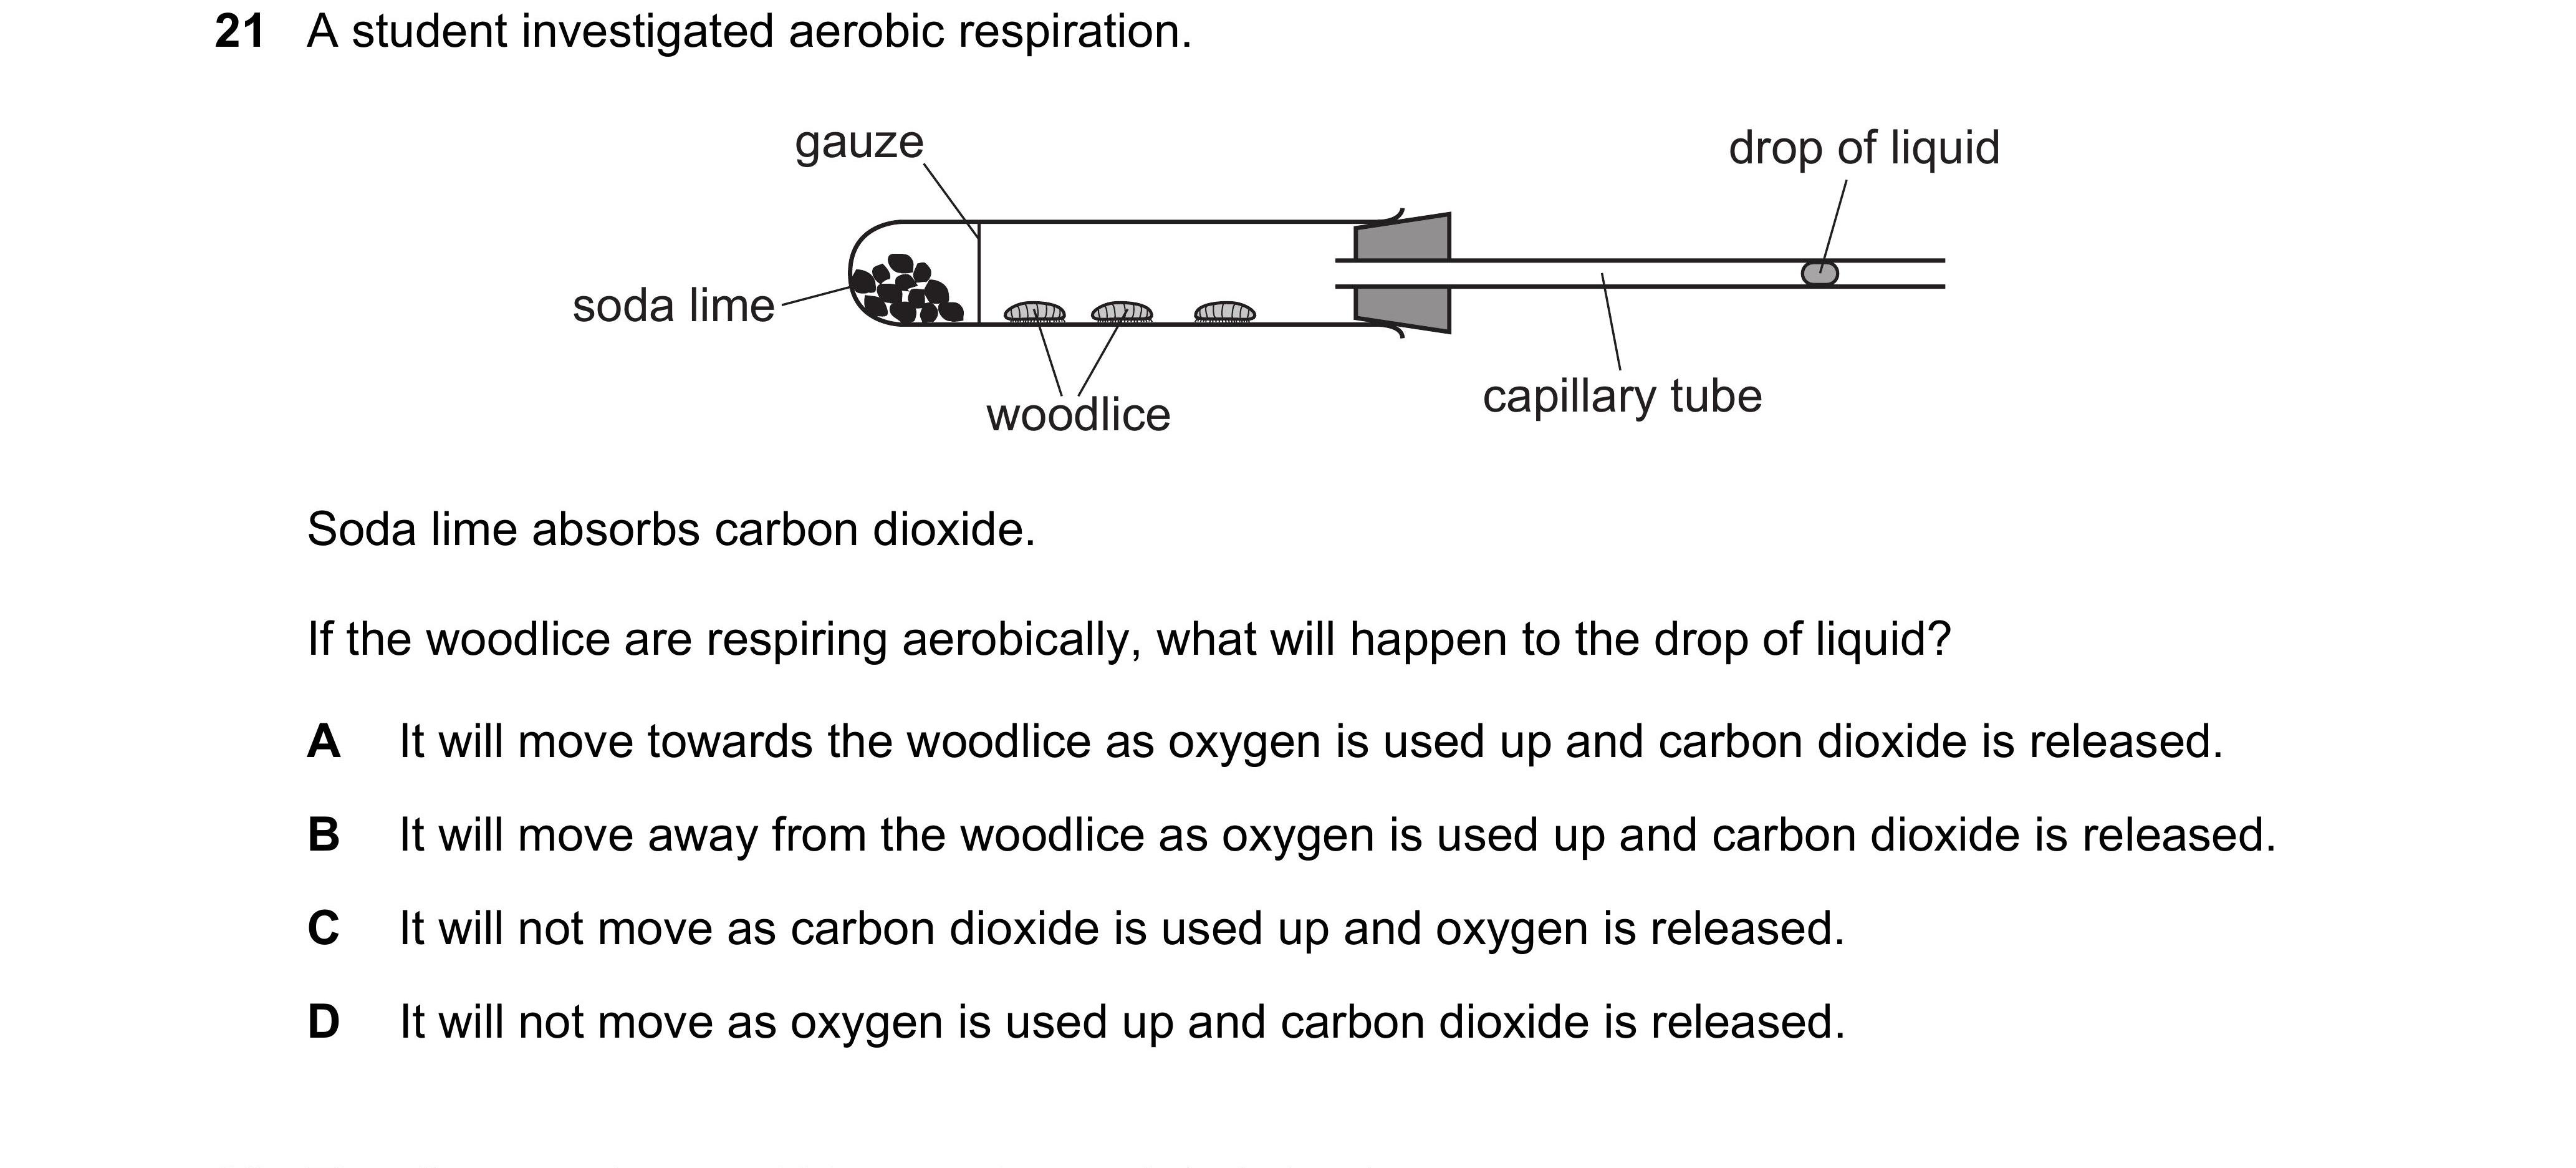 21 A student investigated aerobic respiration.
gauze
drop of liquid
soda lime
woodlice
capillary tube
Soda lime absorbs carbon dioxide.
If the woodlice are respiring aerobically, what will happen to the drop of liquid?
A It will move towards the woodlice as oxygen is used up and carbon dioxide is released.
B It will move away from the woodlice as oxygen is used up and carbon dioxide is released.
C It will not move as carbon dioxide is used up and oxygen is released.
D It will not move as oxygen is used up and carbon dioxide is released.